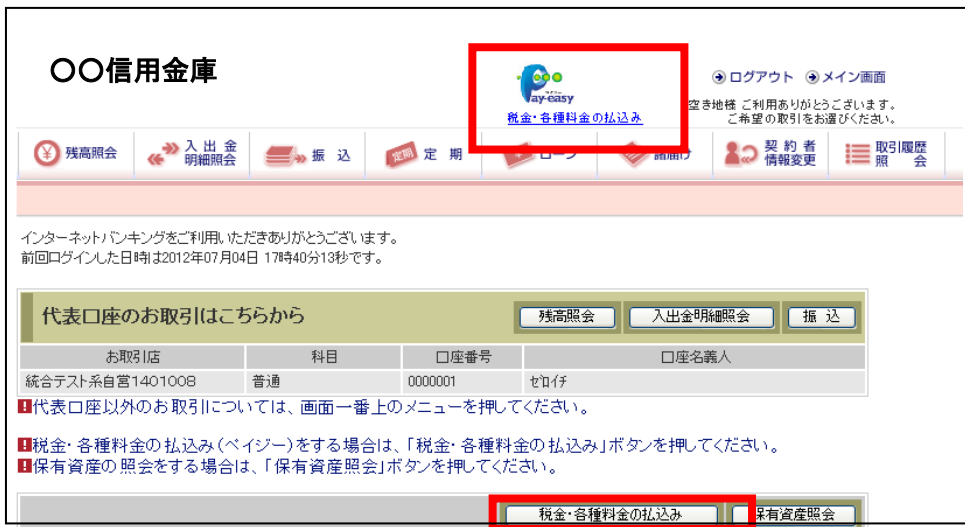 〇〇信用金庫
Pay-easy
税金・各種料金の払込み
ログアウト メイン画面
空き地様 ご利用ありがとうございます。
ご希望の取引をお選びください。
残高照会 入出金明細照会 振込 定期 ローン 諸届け 契約者情報変更 取引履歴照会
インターネットバンキングをご利用いただきありがとうございます。
前回ログインした日時は2012年07月04日 17時40分13秒です。
代表口座のお取引はこちらから 残高照会 入出金明細照会 振込
お取引店 科目 口座番号 口座名義人
統合テスト系自営1401008 普通 0000001 ゼロイチ
代表口座以外のお取引については、画面一番上のメニューを押してください。
税金・各種料金の払込み(ペイジー)をする場合は、「税金・各種料金の払込み」ボタンを押してください。
保有資産の照会をする場合は、「保有資産照会」ボタンを押してください。
税金・各種料金の払込み 保有資産照会